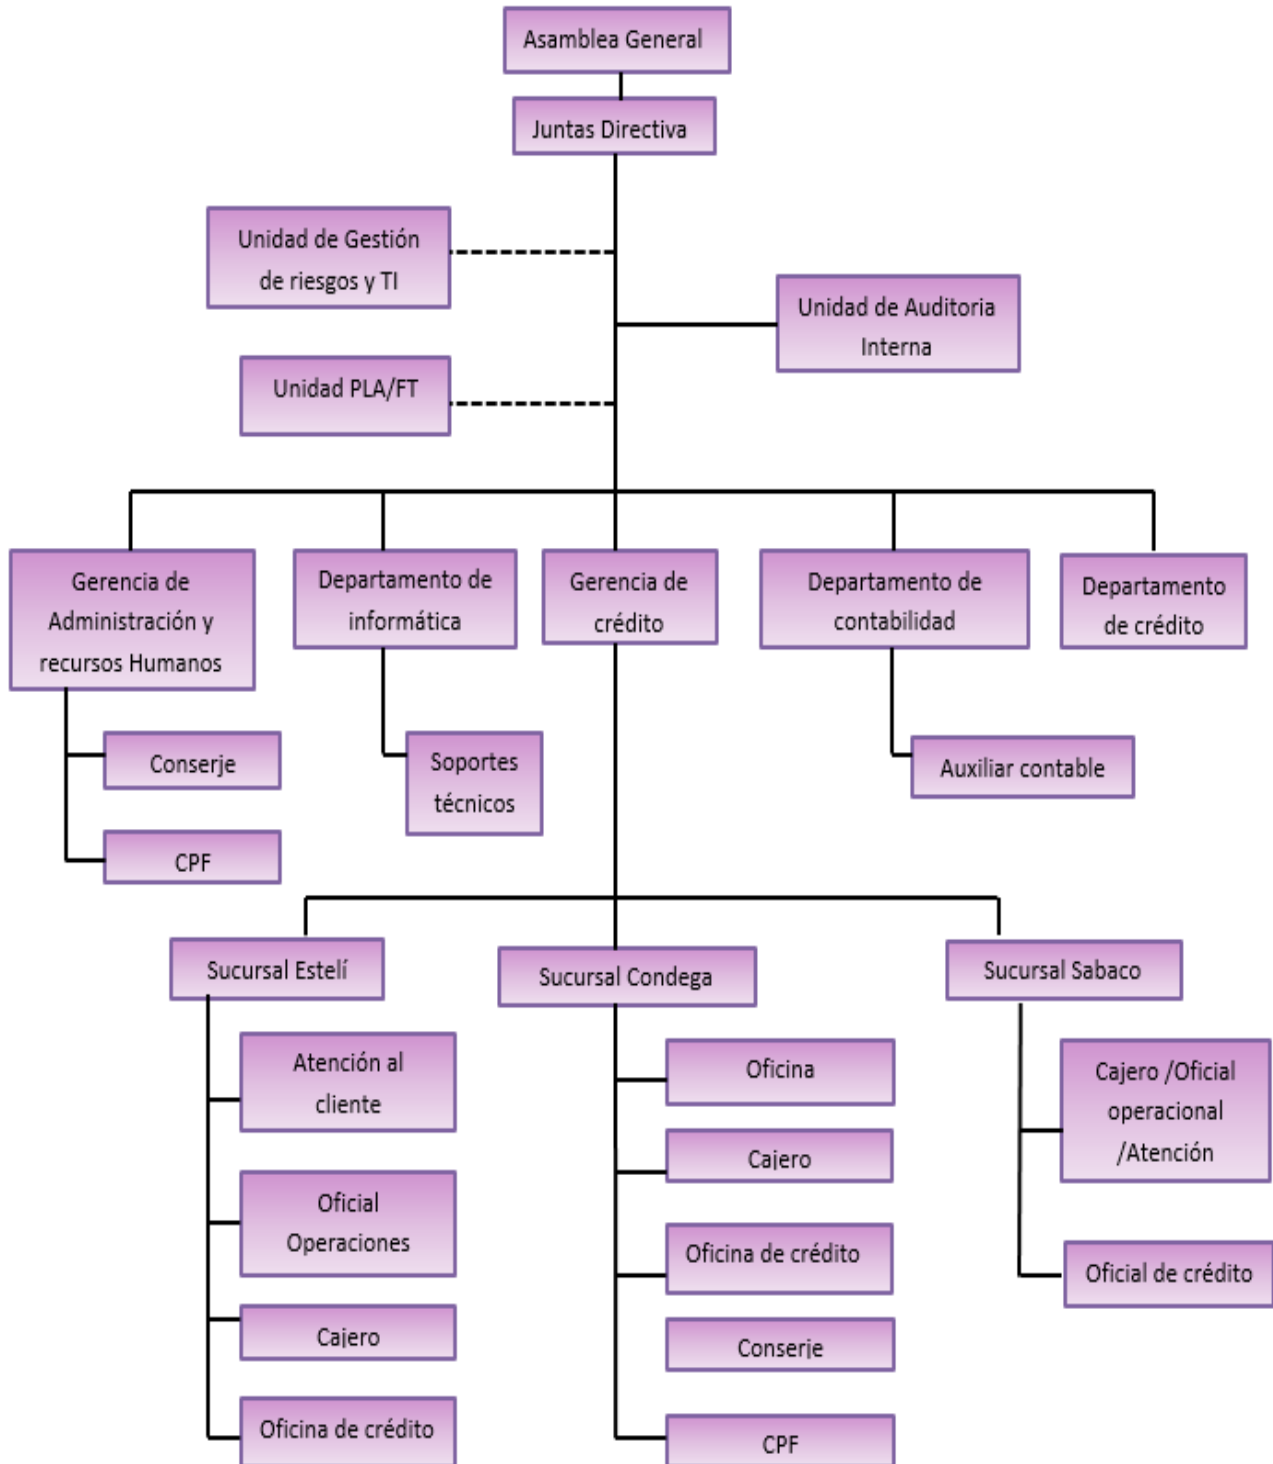 Asamblea General
Juntas Directiva
Unidad de Gestión
de riesgos y TI
Unidad de Auditoria
Interna
Unidad PLA/FT
Gerencia de
Administración y
recursos Humanos
Departamento de
informática
Gerencia de
crédito
Departamento de
contabilidad
Departamento
de crédito
Conserje
CPF
Soportes
técnicos
Auxiliar contable
Sucursal Estelí
Sucursal Condega
Sucursal Sabaco
Atención al
cliente
Oficial
Operaciones
Cajero
Oficina de crédito
Oficina
Cajero
Oficina de crédito
Conserje
CPF
Cajero /Oficial
operacional
/Atención
Oficial de crédito